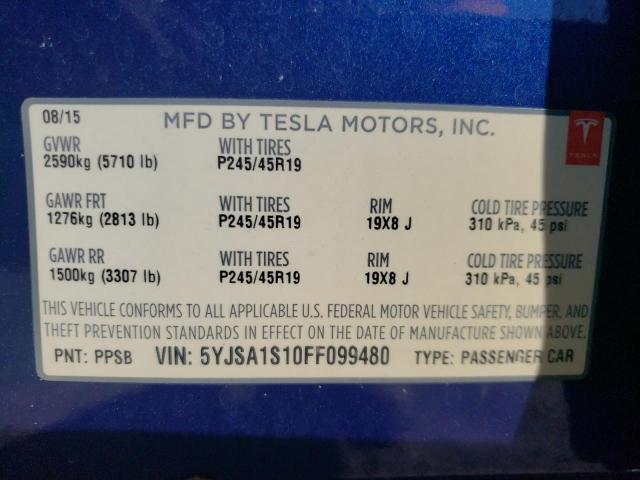 08/15 MFD BY TESLA MOTORS, INC.
GVWR WITH TIRES
2590kg (5710 lb) P245/45R19
TESLA
GAWR FRT WITH TIRES RIM COLD TIRE PRESSURE
1276kg (2813 lb) P245/45R19 19X8 J 310 kPa, 45 psi
GAWR RR WITH TIRES RIM COLD TIRE PRESSURE
1500kg (3307 lb) P245/45R19 19X8 J 310 kPa, 45 psi
THIS VEHICLE CONFORMS TO ALL APPLICABLE U.S. FEDERAL MOTOR VEHICLE SAFETY, BUMPER, AND
THEFT PREVENTION STANDARDS IN EFFECT ON THE DATE OF MANUFACTURE SHOWN ABOVE.
PNT: PPSB VIN: 5YJSA1S10FF099480 TYPE: PASSENGER CAR